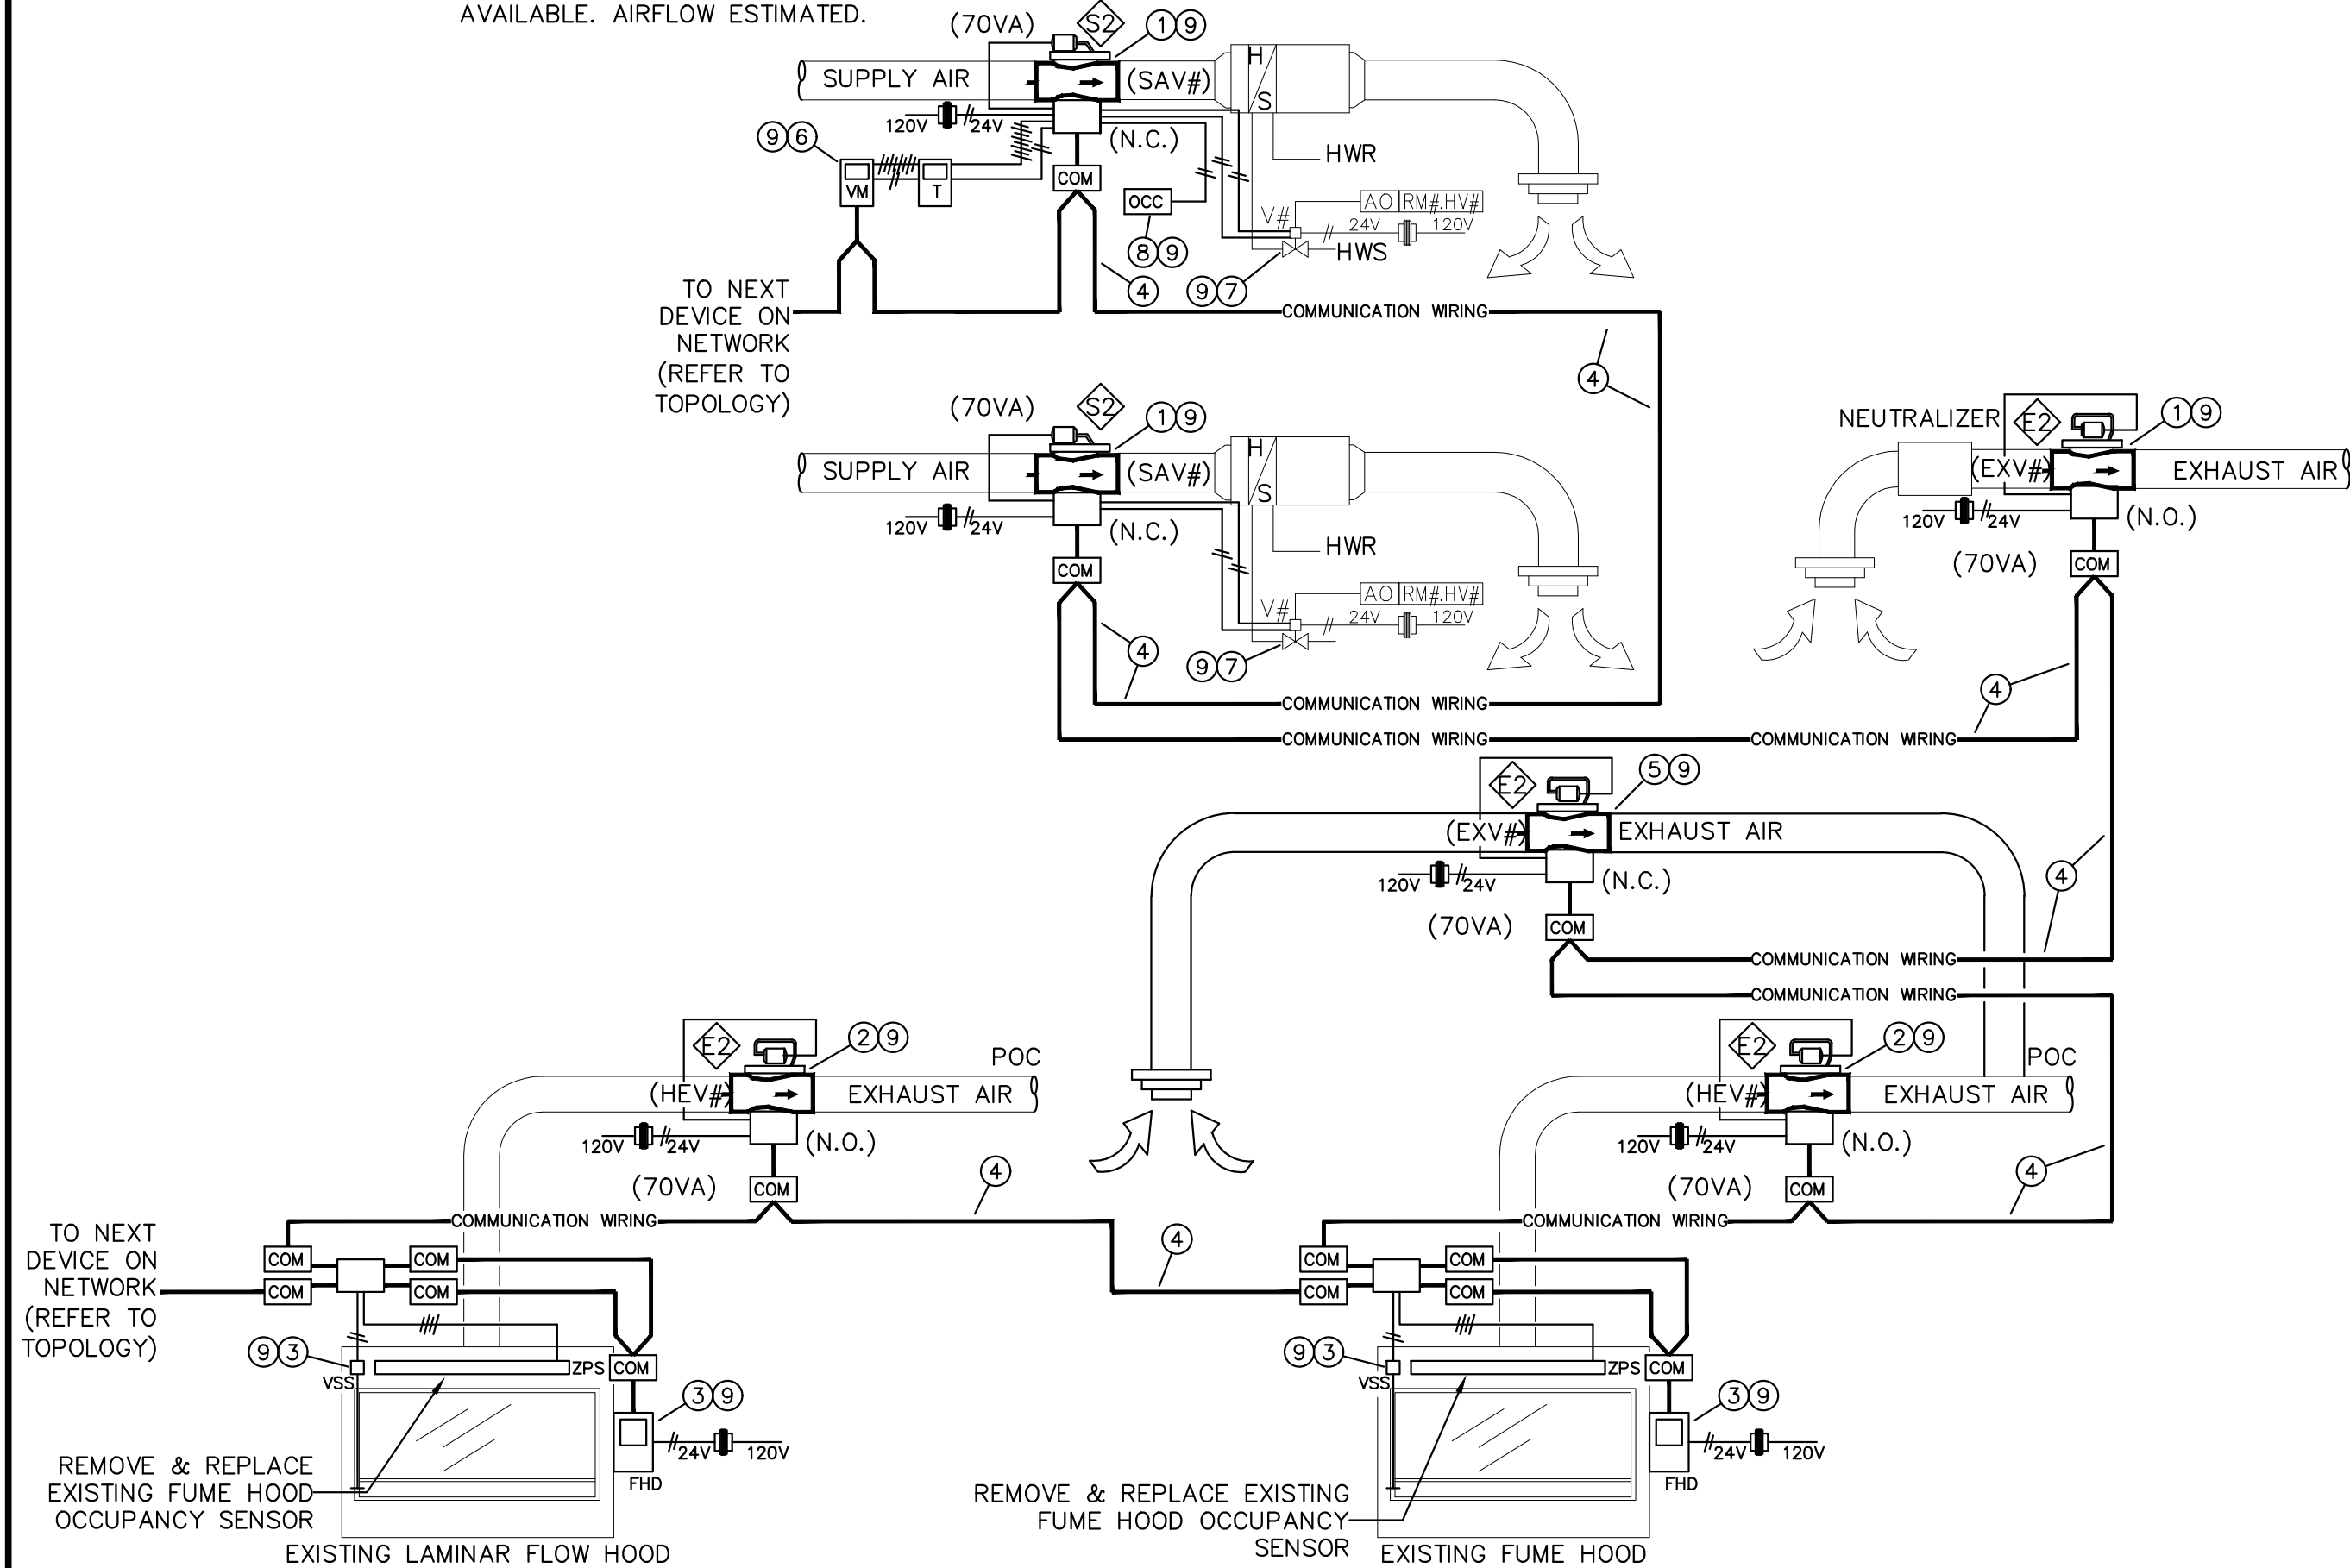 AVAILABLE. AIRFLOW ESTIMATED.
(70VA)
S2
1 9
SUPPLY AIR
(SAV#)
H
S
120V
24V
(N.C.)
HWR
9 6
VM
T
COM
OCC
AO RM#.HV#
V#
24V
120V
8 9
HWS
4
9 7
TO NEXT
DEVICE ON
NETWORK
(REFER TO
TOPOLOGY)
COMMUNICATION WIRING
4
(70VA)
S2
1 9
SUPPLY AIR
(SAV#)
H
S
120V
24V
(N.C.)
HWR
COM
AO RM#.HV#
V#
24V
120V
4
9 7
COMMUNICATION WIRING
COMMUNICATION WIRING
COMMUNICATION WIRING
NEUTRALIZER
E2
1 9
(EXV#)
EXHAUST AIR
120V
24V
(N.O.)
(70VA)
COM
4
E2
5 9
(EXV#)
EXHAUST AIR
120V
24V
(N.C.)
(70VA)
COM
4
COMMUNICATION WIRING
COMMUNICATION WIRING
E2
2 9
POC
(HEV#)
EXHAUST AIR
120V
24V
(N.O.)
(70VA)
COM
4
COMMUNICATION WIRING
E2
2 9
POC
(HEV#)
EXHAUST AIR
120V
24V
(N.O.)
(70VA)
COM
4
COMMUNICATION WIRING
4
TO NEXT
DEVICE ON
NETWORK
(REFER TO
TOPOLOGY)
COM
COM
COM
COM
9 3
VSS
ZPS
COM
3 9
24V
120V
FHD
REMOVE & REPLACE
EXISTING FUME HOOD
OCCUPANCY SENSOR
EXISTING LAMINAR FLOW HOOD
COM
COM
COM
COM
9 3
VSS
ZPS
COM
3 9
24V
120V
FHD
REMOVE & REPLACE EXISTING
FUME HOOD OCCUPANCY
SENSOR
EXISTING FUME HOOD